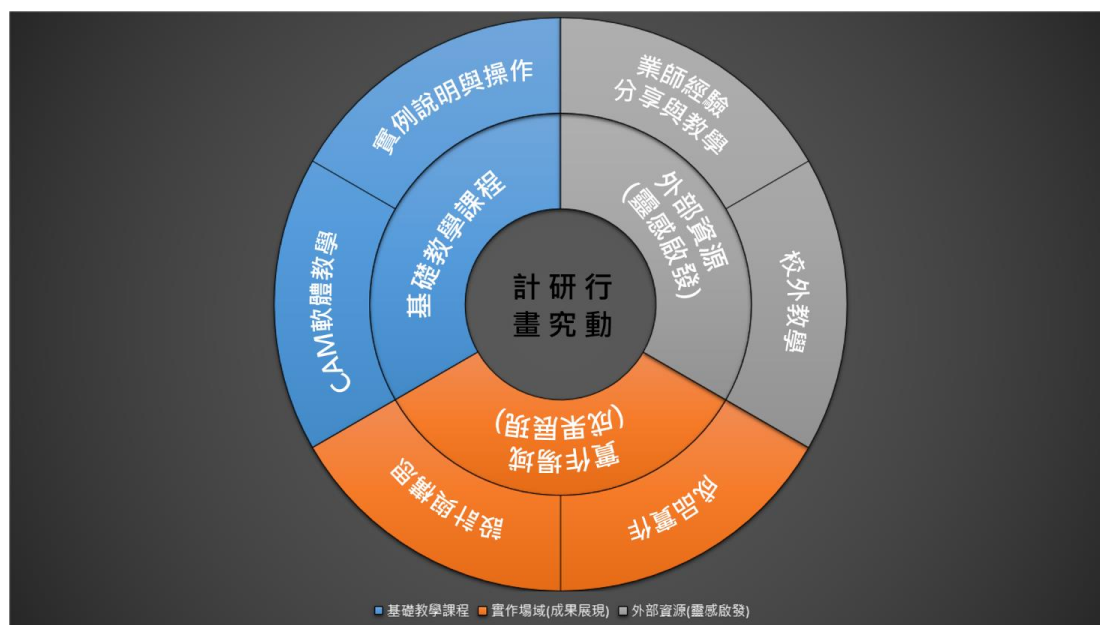 實例說明與操作
業師經驗
分享與教學
基礎教學課程
外部資源
(靈感啟發)
CAM軟體教學
校外教學
計研行
畫究動
實作場域
(成果展現)
設計與構思
成品實作
基礎教學課程 實作場域(成果展現) 外部資源(靈感啟發)